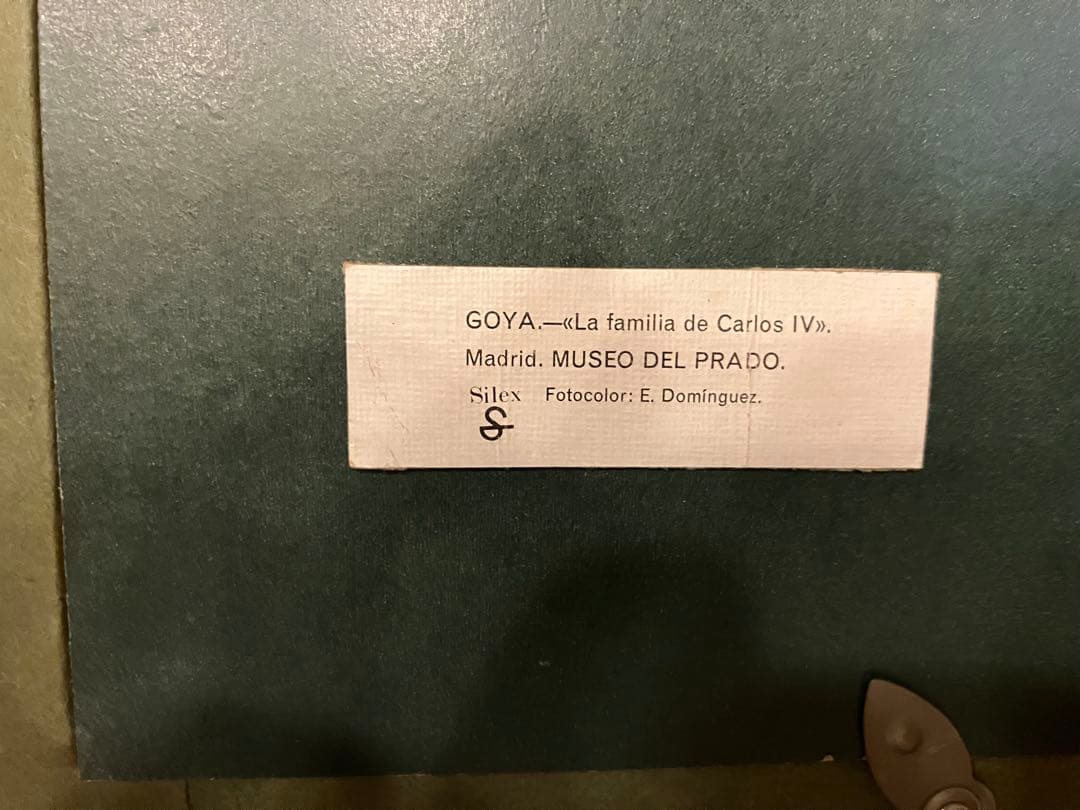 GOYA.—«La familia de Carlos IV».
Madrid. MUSEO DEL PRADO.
Silex Fotocolor: E. Domínguez.